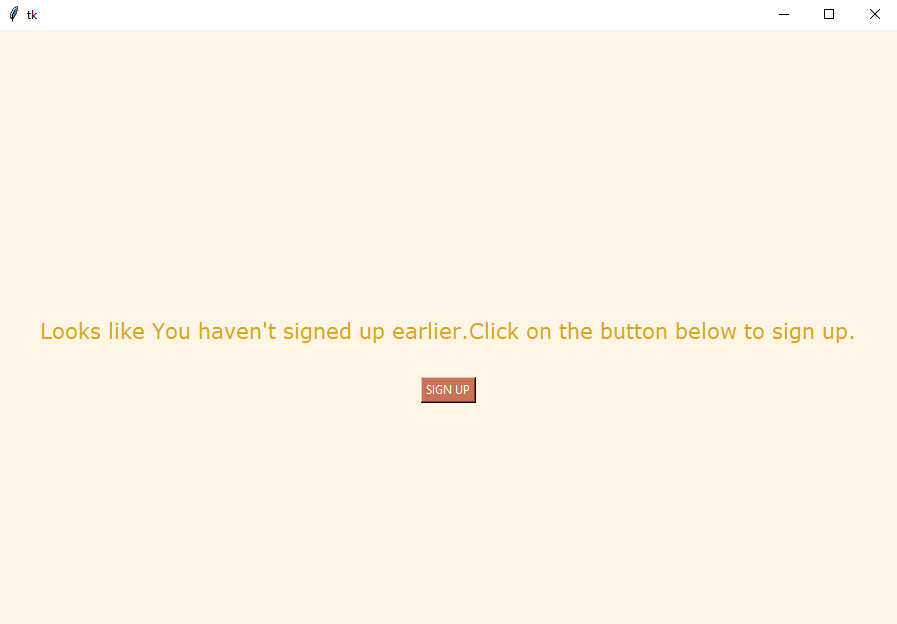 tk
Looks like You haven't signed up earlier.Click on the button below to sign up.
SIGN UP